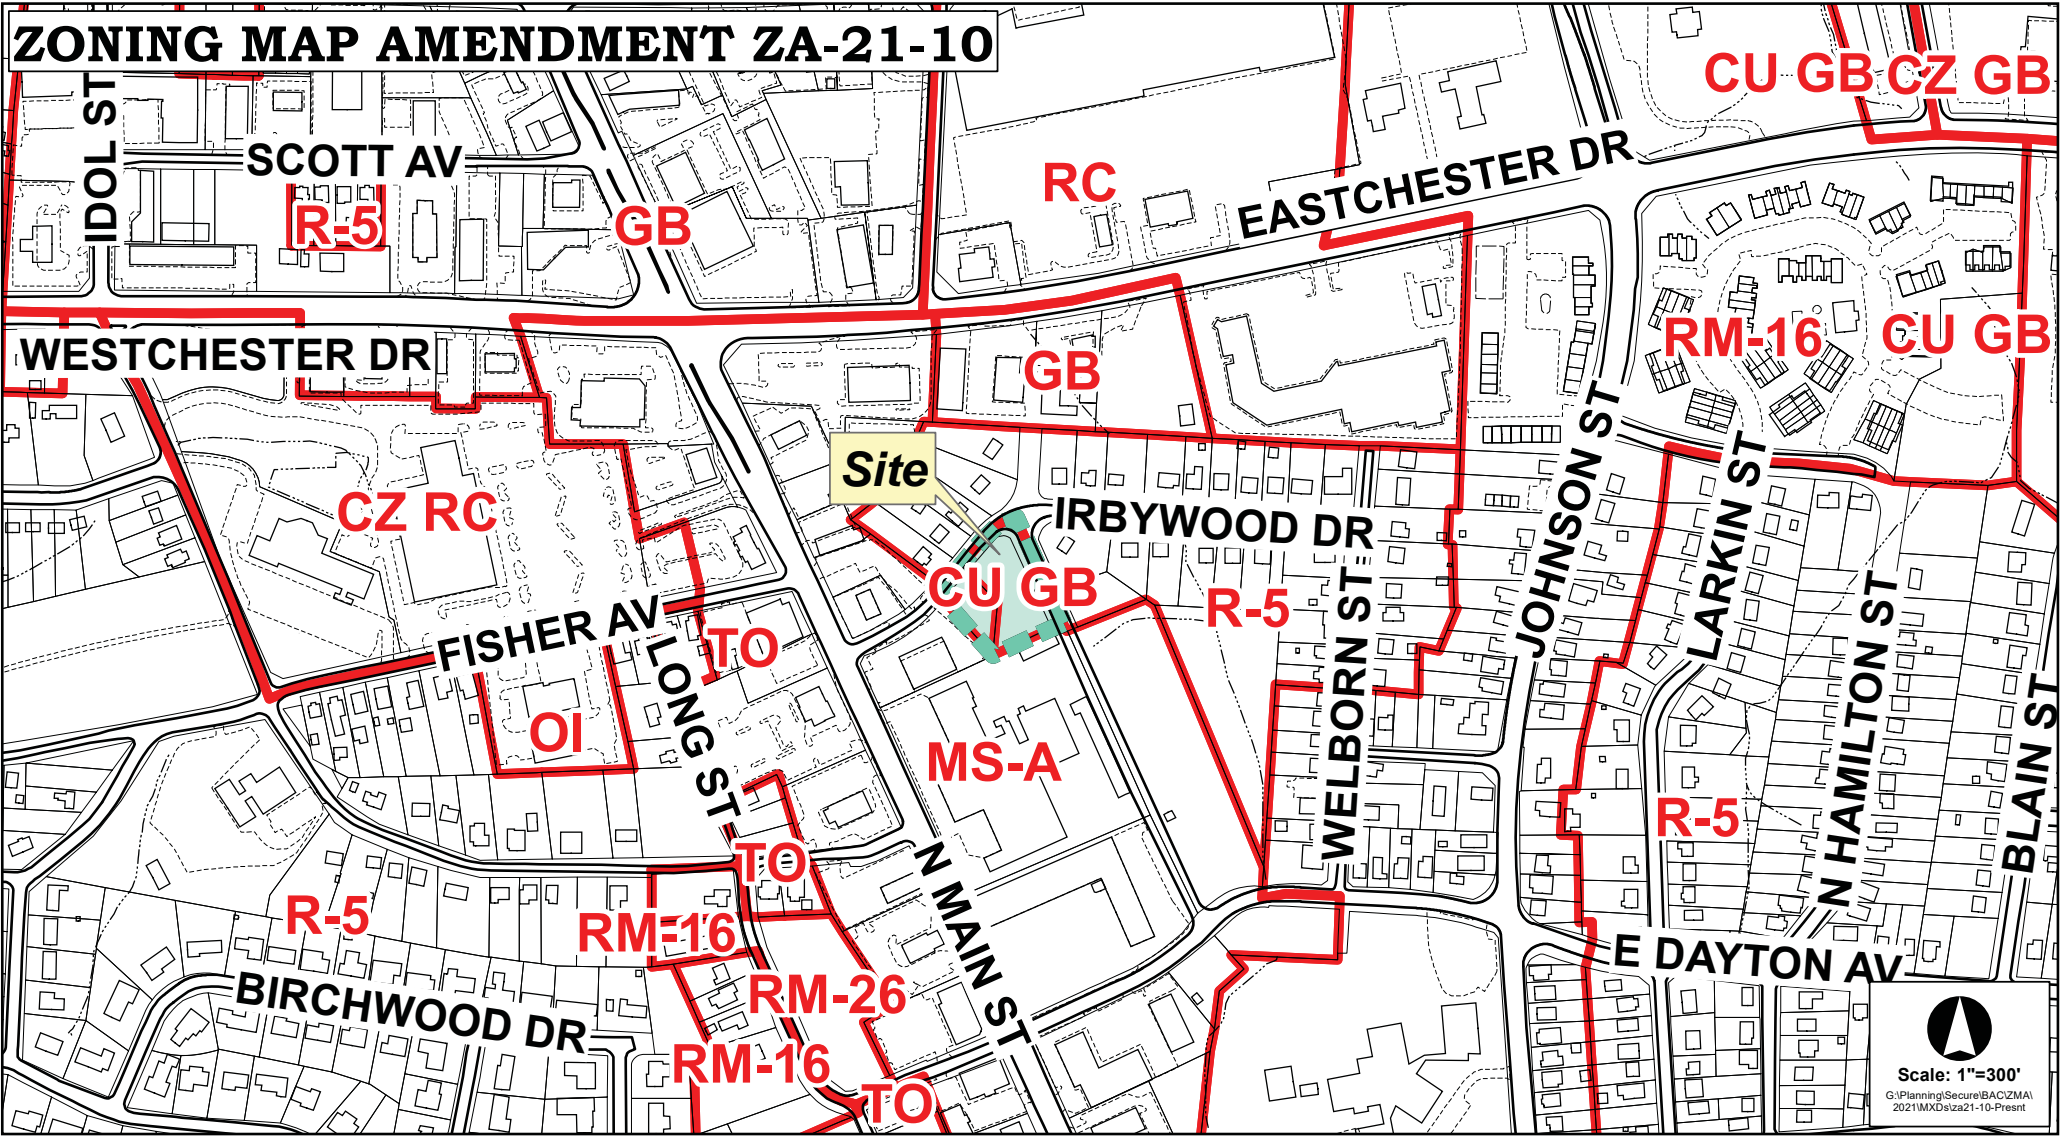 ZONING MAP AMENDMENT ZA-21-10
CU GB
CZ GB
IDOL ST
SCOTT AV
R-5
GB
RC
EASTCHESTER DR
WESTCHESTER DR
GB
RM-16
CU GB
Site
CZ RC
IRBYWOOD DR
CU GB
R-5
JOHNSON ST
LARKIN ST
FISHER AV
TO
LONG ST
OI
MS-A
WELBORN ST
R-5
N HAMILTON ST
BLAIN ST
TO
N MAIN ST
R-5
RM-16
RM-26
BIRCHWOOD DR
RM-16
TO
E DAYTON AV
Scale: 1"=300'
G:\Planning\Secure\BAC\ZMA\
2021\MXDs\za21-10-Presnt